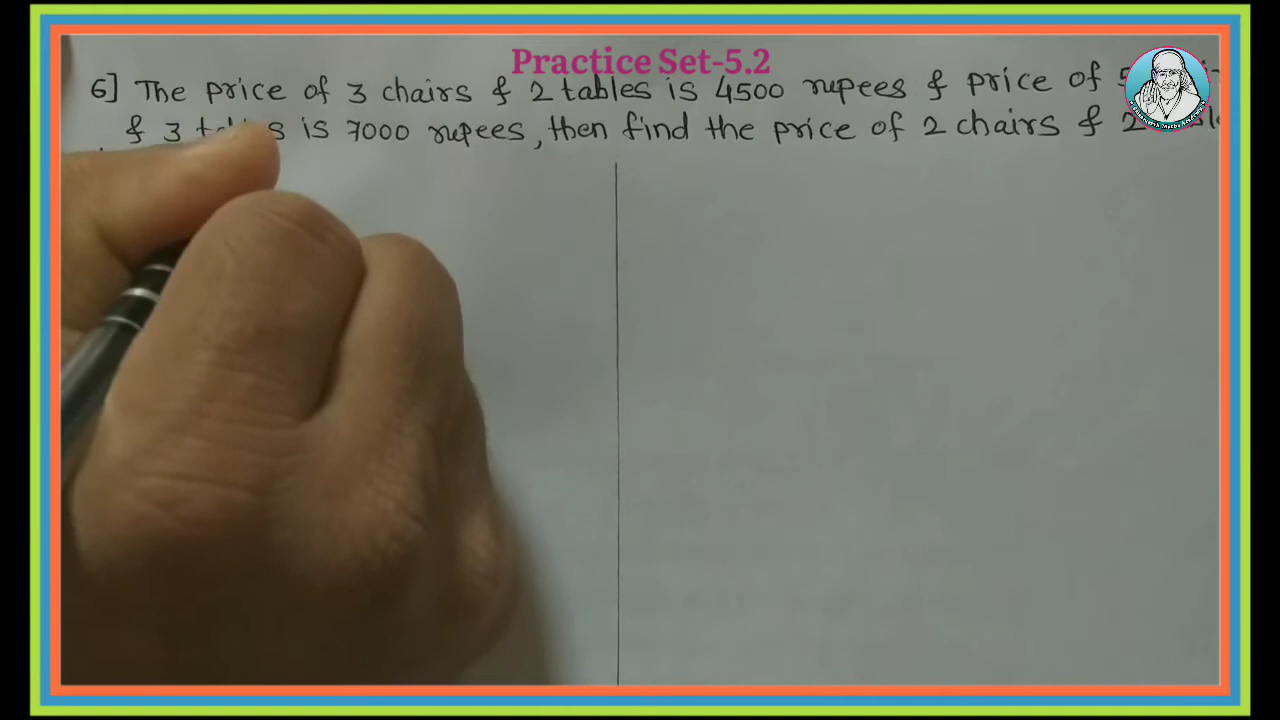 Practice Set-5.2
6] The price of 3 chairs & 2 tables is 4500 rupees & price of
& 3 is 7000 rupees, then find the price of 2 chairs & 2